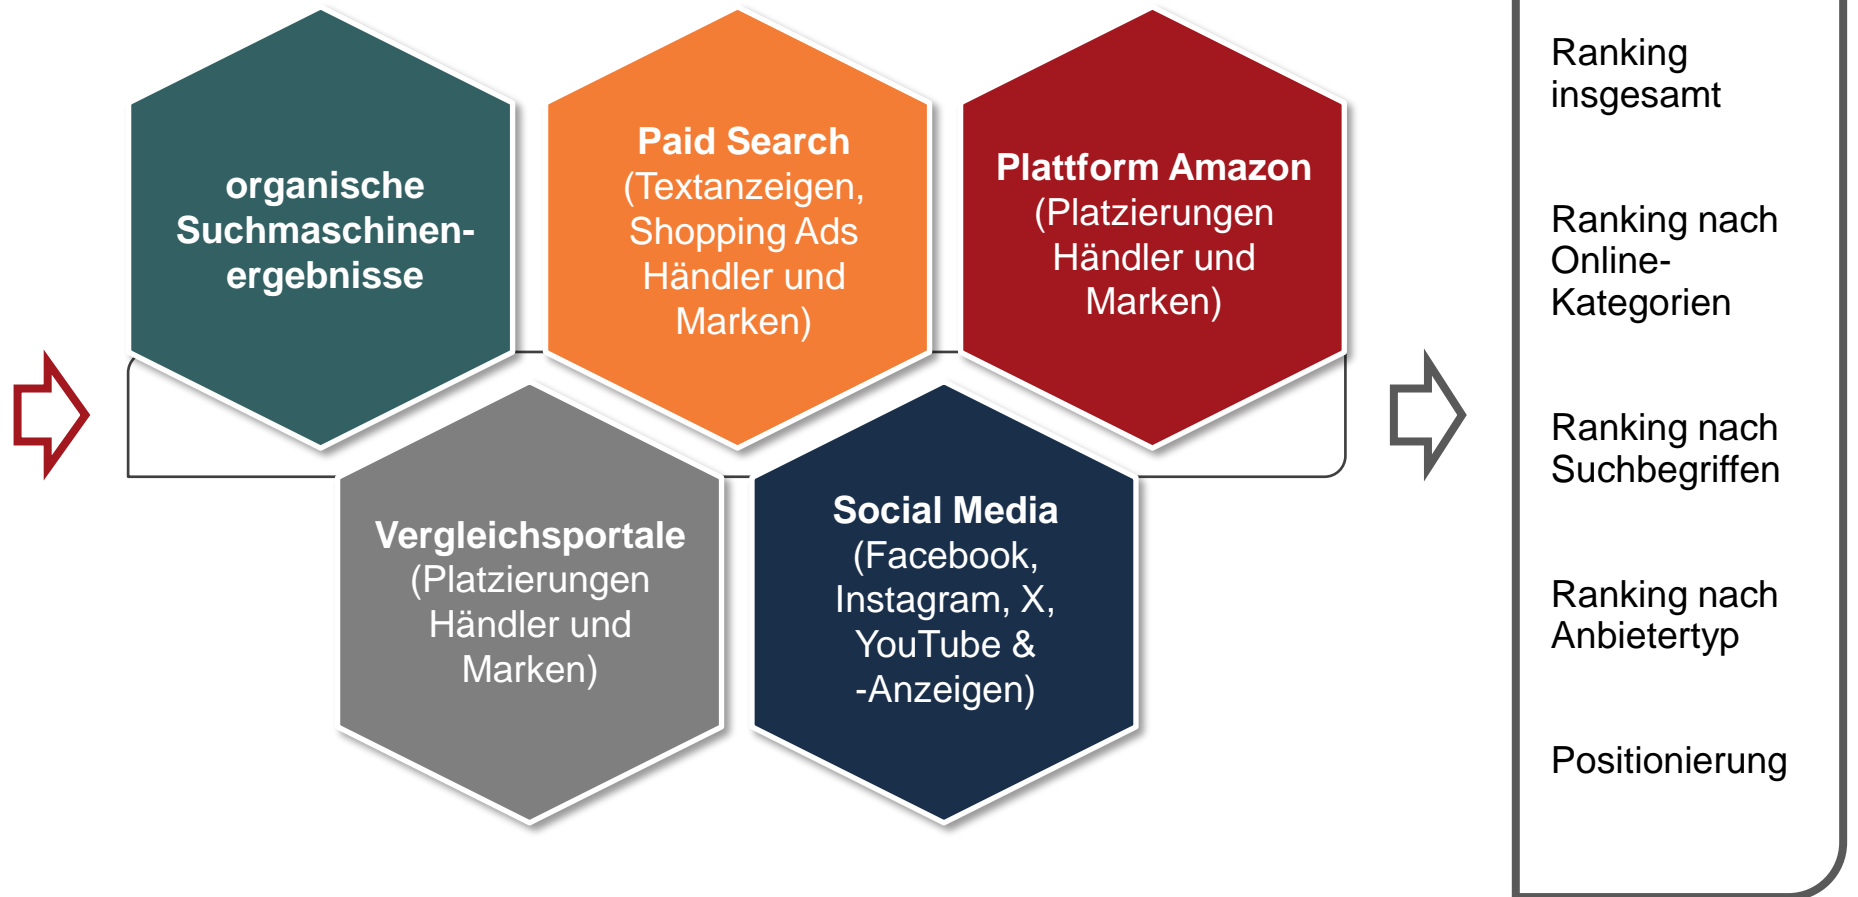 organische
Suchmaschinen-
ergebnisse
Paid Search
(Textanzeigen,
Shopping Ads
Händler und
Marken)
Plattform Amazon
(Platzierungen
Händler und
Marken)
Vergleichsportale
(Platzierungen
Händler und
Marken)
Social Media
(Facebook,
Instagram, X,
YouTube &
-Anzeigen)
Ranking
insgesamt
Ranking nach
Online-
Kategorien
Ranking nach
Suchbegriffen
Ranking nach
Anbietertyp
Positionierung